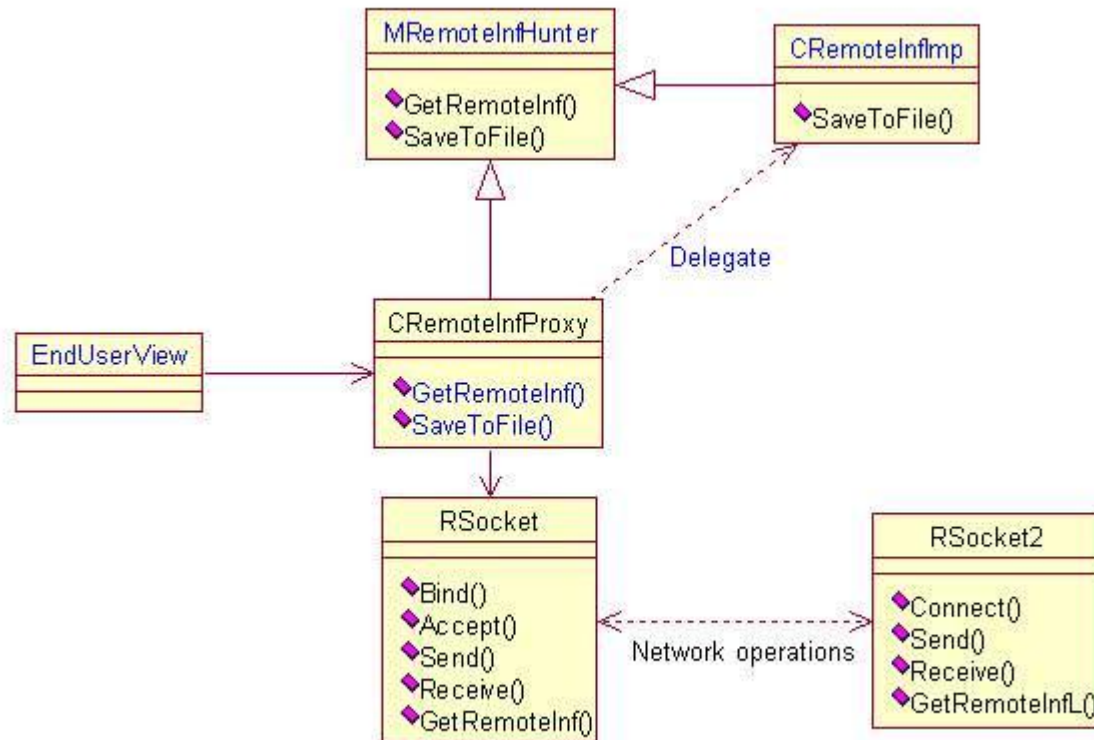 MRemoteInfHunter
GetRemoteInf()
SaveToFile()
CRemoteInfImp
SaveToFile()
Delegate
CRemoteInfProxy
GetRemoteInf()
SaveToFile()
EndUserView
RSocket
Bind()
Accept()
Send()
Receive()
GetRemoteInf()
Network operations
RSocket2
Connect()
Send()
Receive()
GetRemoteInfL()